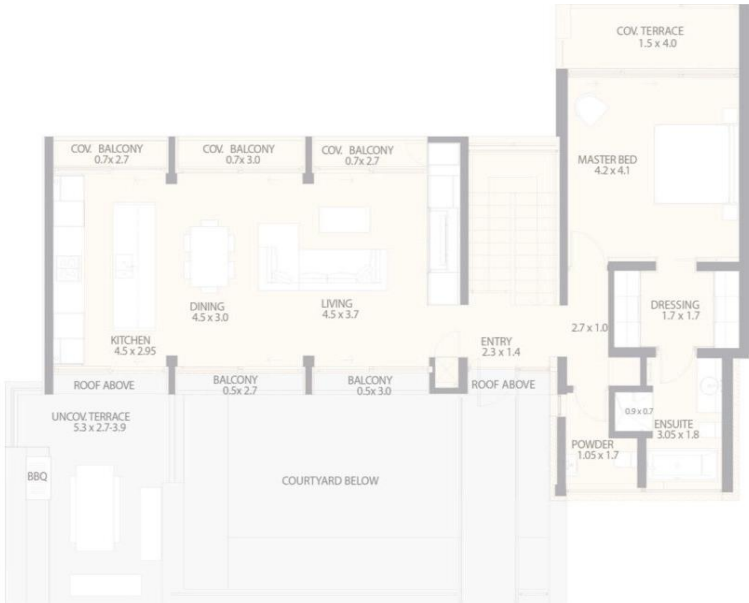 COV. TERRACE
1.5 x 4.0
COV. BALCONY
0.7x 2.7
COV. BALCONY
0.7x 3.0
COV. BALCONY
0.7x 2.7
MASTER BED
4.2 x 4.1
DINING
4.5 x 3.0
LIVING
4.5 x 3.7
DRESSING
1.7 x 1.7
KITCHEN
4.5 x 2.95
ENTRY
2.3 x 1.4
2.7 x 1.0
ROOF ABOVE
BALCONY
0.5x 2.7
BALCONY
0.5x 3.0
ROOF ABOVE
UNCOV. TERRACE
5.3 x 2.7-3.9
0.9 x 0.7
ENSUITE
3.05 x 1.8
POWDER
1.05 x 1.7
BBQ
COURTYARD BELOW